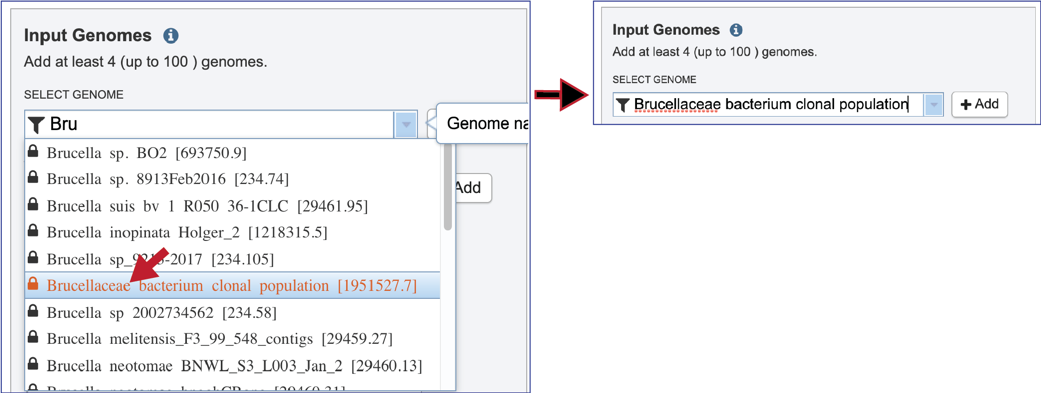 Input Genomes
Add at least 4 (up to 100 ) genomes.
SELECT GENOME
Bru
Genome na
Add
Brucella sp. BO2 [693750.9]
Brucella sp. 8913Feb2016 [234.74]
Brucella suis bv 1 R050 36-1CLC [29461.95]
Brucella inopinata Holger_2 [1218315.5]
Brucella -2017 [234.105]
Brucellaceae bacterium clonal population [1951527.7]
Brucella sp 2002734562 [234.58]
Brucella melitensis_F3_99_548_contigs [29459.27]
Brucella neotomae BNWL_S3_L003_Jan_2 [29460.13]
Input Genomes
Add at least 4 (up to 100 ) genomes.
SELECT GENOME
Brucellaceae bacterium clonal population
+ Add